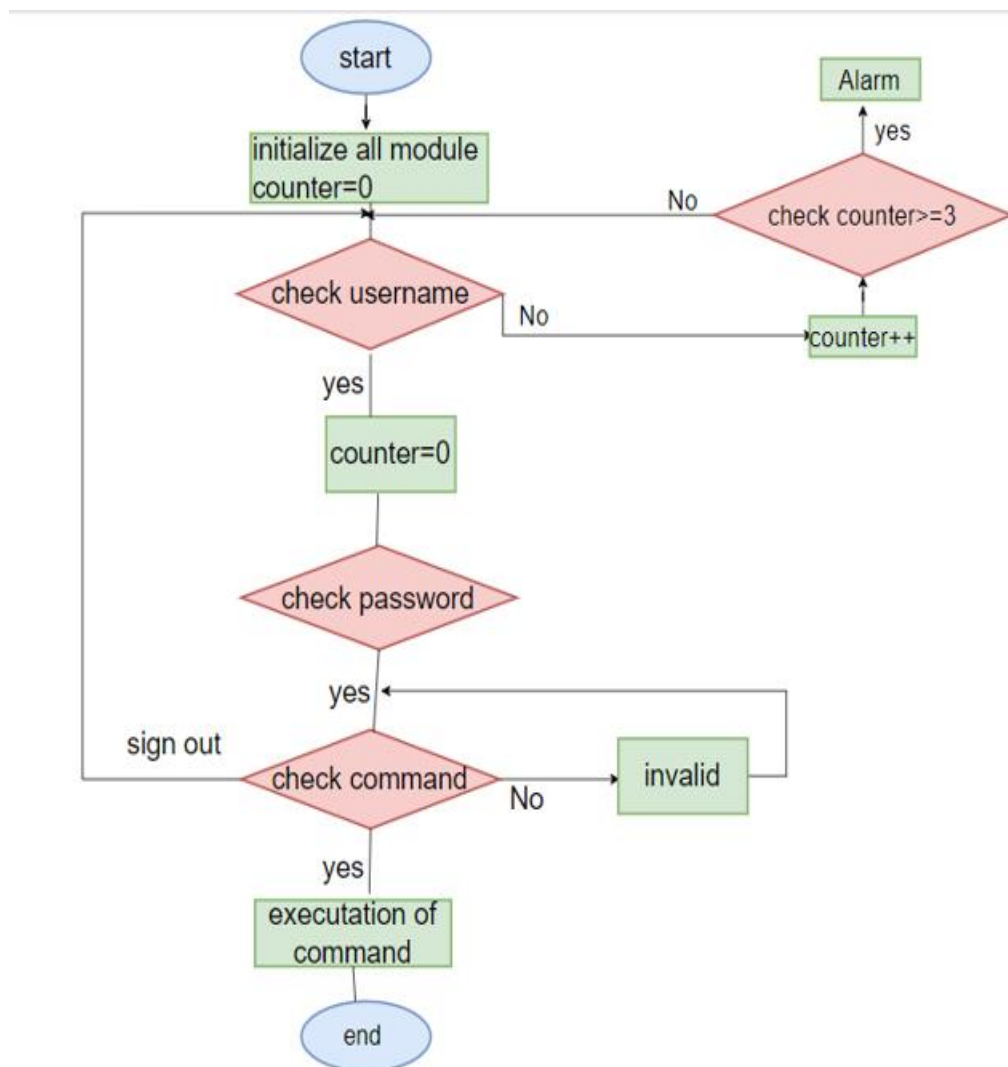 start
Alarm
yes
initialize all module
counter=0
No
check counter>=3
check username
No
counter++
yes
counter=0
check password
yes
sign out
check command
No
invalid
yes
executation of
command
end